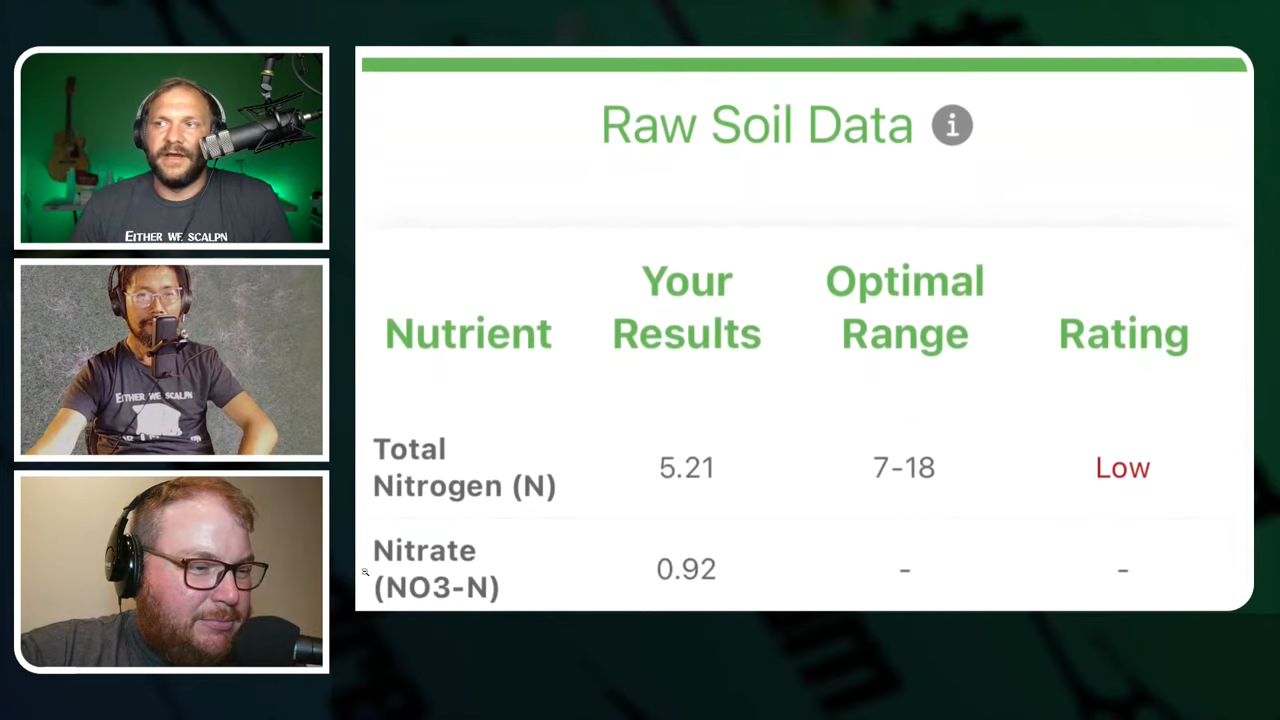 EITHER WE SCALPN
EITHER WE SCALPN
Raw Soil Data i
Nutrient Your Results Optimal Range Rating
Total Nitrogen (N) 5.21 7-18 Low
Nitrate (NO3-N) 0.92 - -